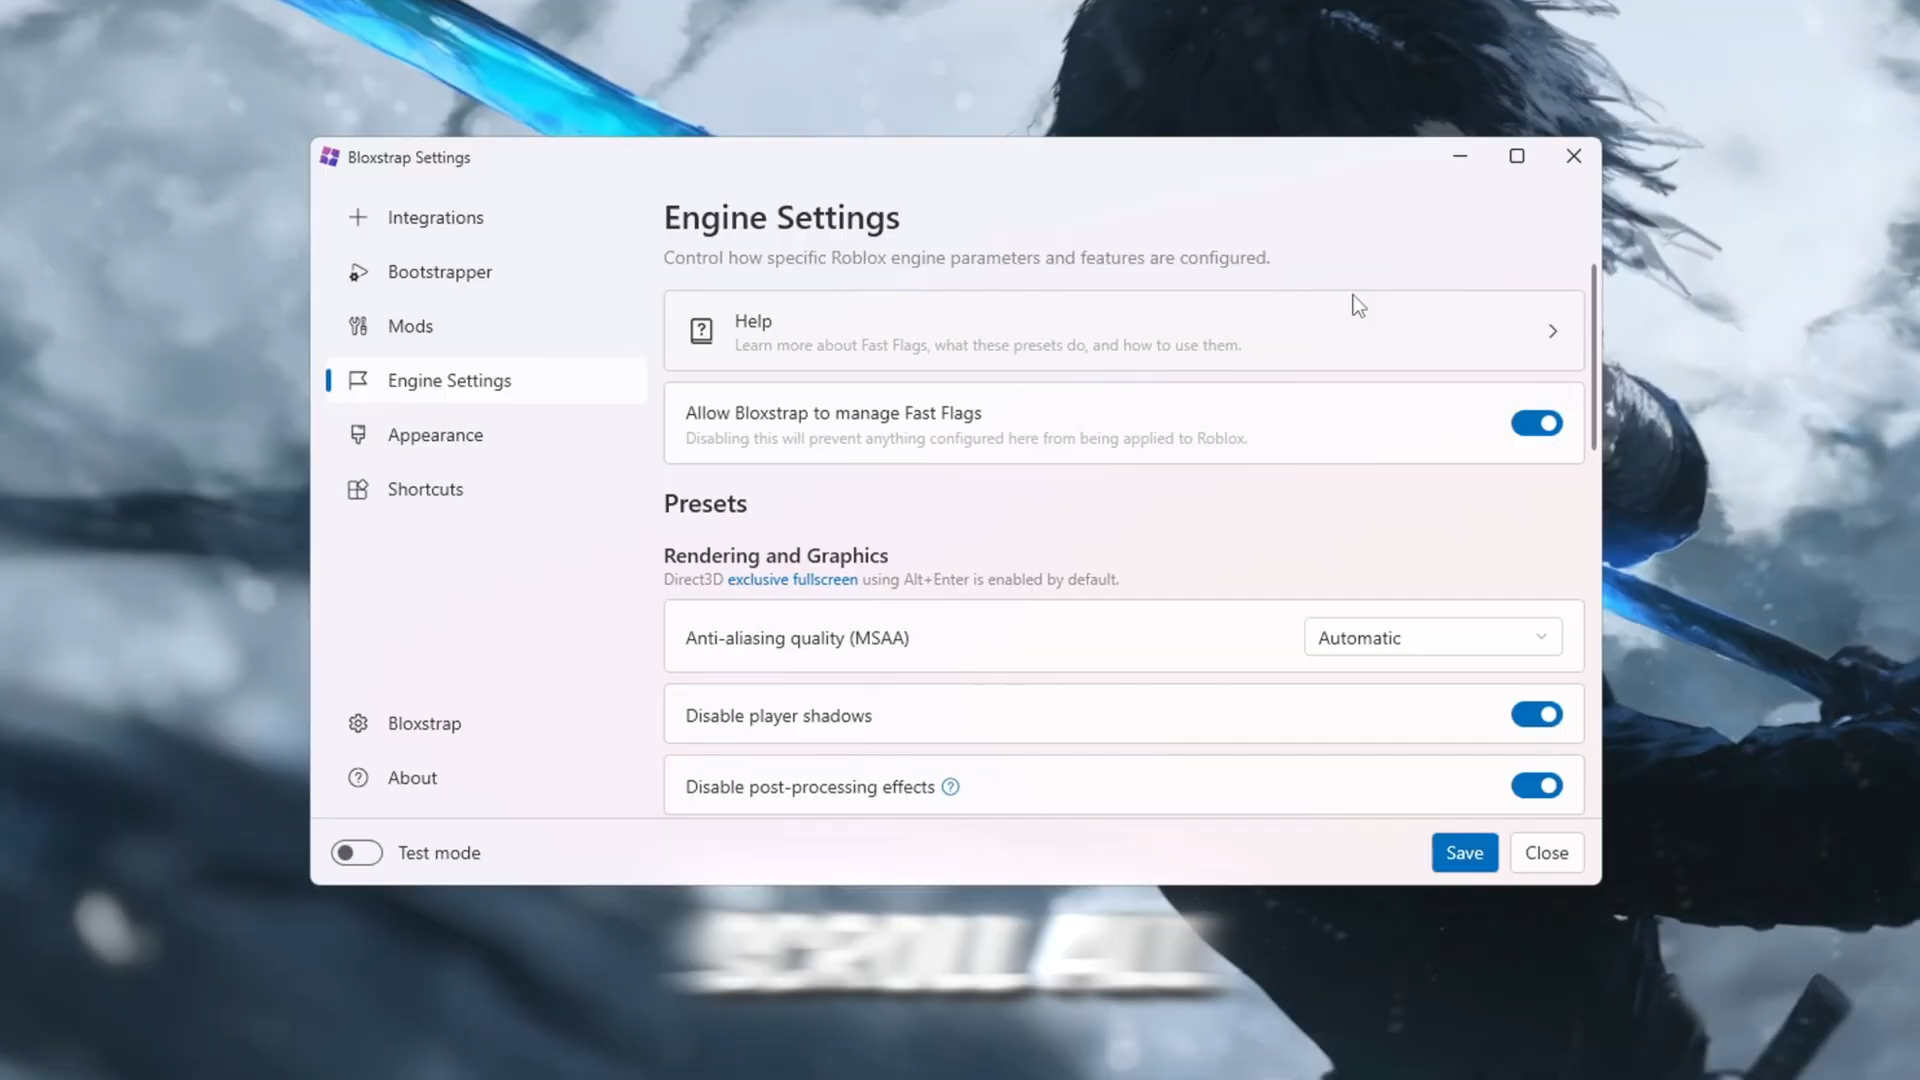 Bloxstrap Settings
Integrations
Bootstrapper
Mods
Engine Settings
Appearance
Shortcuts
Bloxstrap
About
Engine Settings
Control how specific Roblox engine parameters and features are configured.
Help
Learn more about Fast Flags, what these presets do, and how to use them.
Allow Bloxstrap to manage Fast Flags
Disabling this will prevent anything configured here from being applied to Roblox.
Presets
Rendering and Graphics
Direct3D exclusive fullscreen using Alt+Enter is enabled by default.
Anti-aliasing quality (MSAA)
Automatic
Disable player shadows
Disable post-processing effects
Test mode
Save
Close
SCROLL ALL